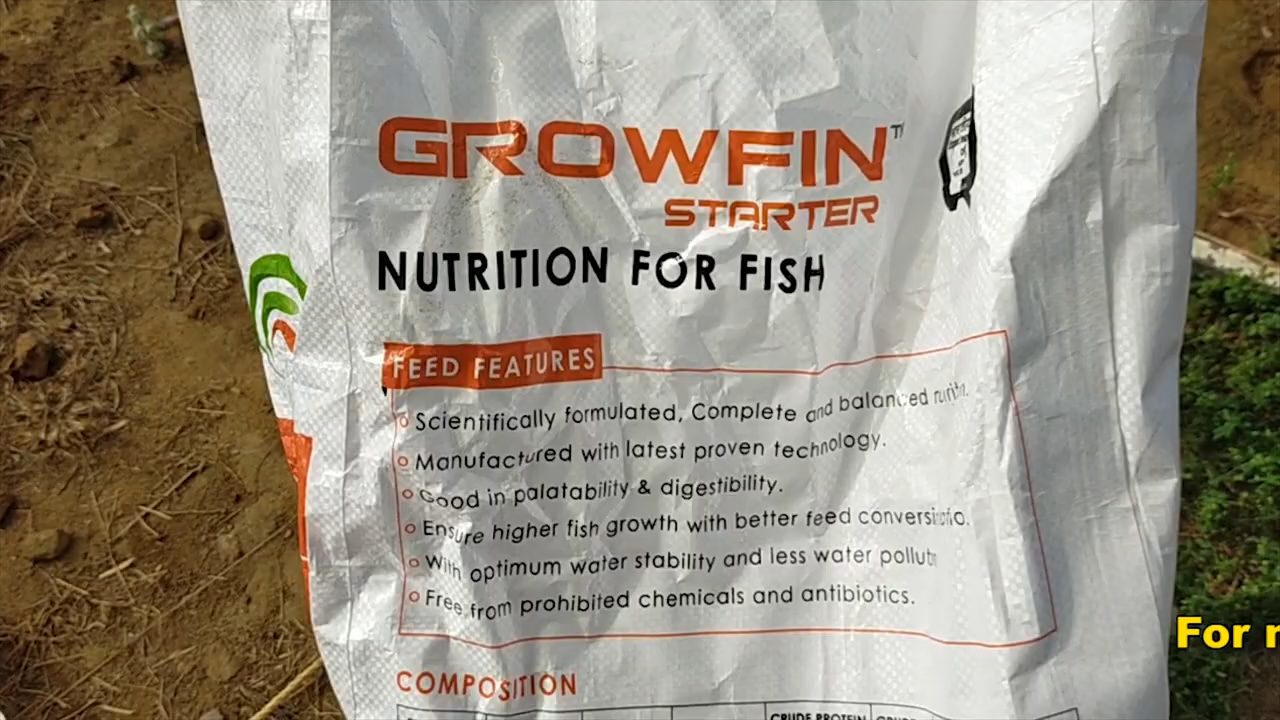 GROWFIN
STARTER
NUTRITION FOR FISH
FEED FEATURES
Scientifically formulated, Complete and balanced
Manufactured with latest proven technology.
Good in palatability & digestibility.
Ensure higher fish growth with better feed
With optimum water stability and less water
Free from prohibited chemicals and antibiotics.
COMPOSITION
CRUDE PROTEIN
For